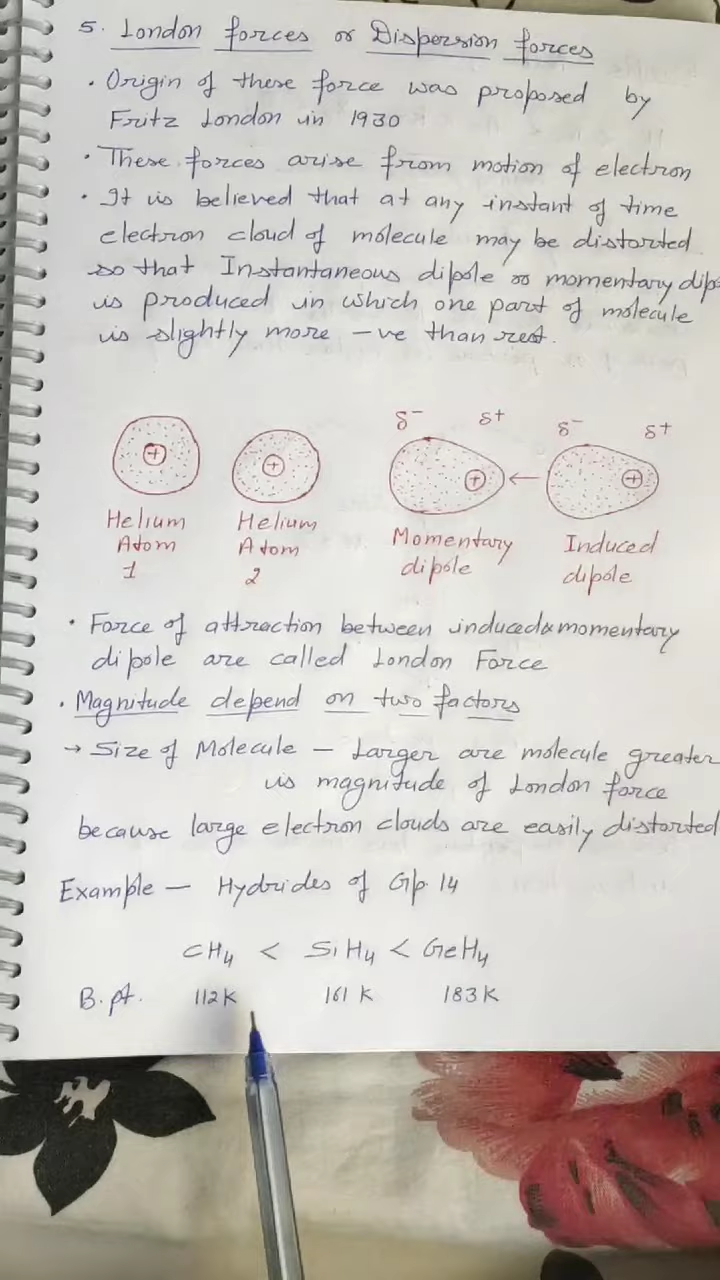 5. London forces or Dispersion forces
• Origin of these force was proposed by
Fritz London in 1930
• These forces arise from motion of electron
• It is believed that at any instant of time
electron cloud of molecule may be distorted
so that Instantaneous dipole or momentary dip
is produced in which one part of molecule
is slightly more -ve than rest.
δ- δ+ δ- δ+
+ + + ← +
Helium Atom 1
Helium Atom 2
Momentary dipole
Induced dipole
• Force of attraction between induced & momentary
dipole are called London Force
• Magnitude depend on two factors
→ Size of Molecule — Larger are molecule greater
is magnitude of London force
because large electron clouds are easily distorted
Example — Hydrides of Gp 14
CH4 < SiH4 < GeH4
B.pt. 112K 161 K 183 K